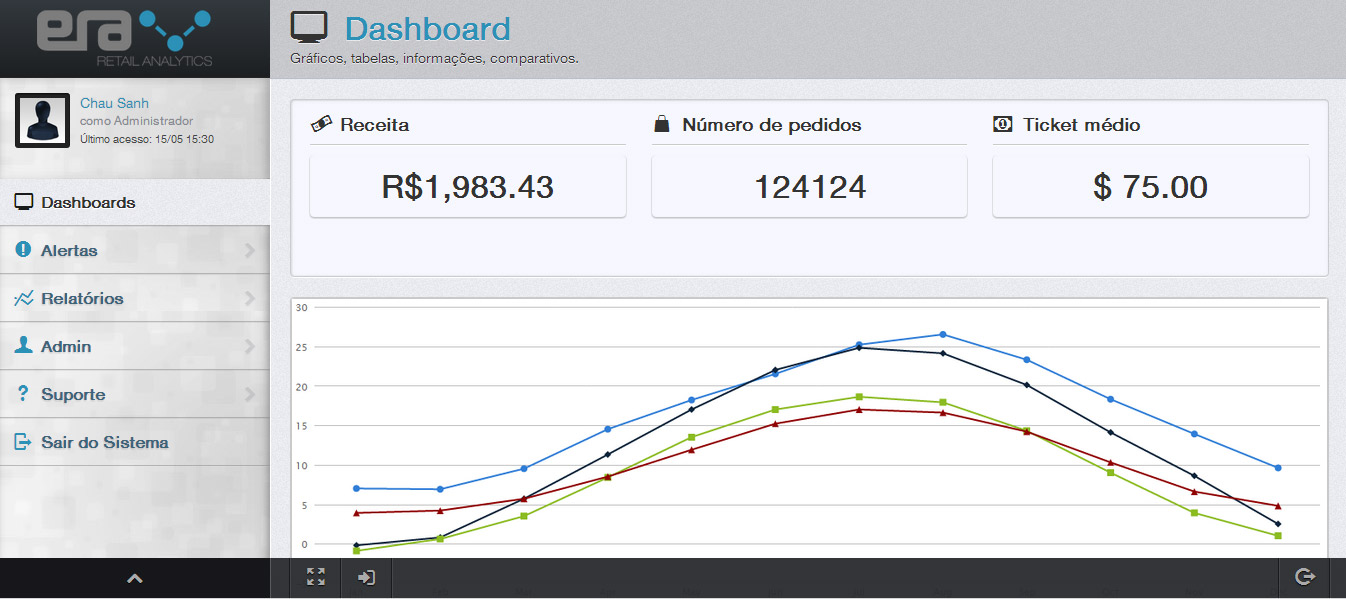 era
RETAIL ANALYTICS
Dashboard
Gráficos, tabelas, informações, comparativos.
Chau Sanh
como Administrador
Último acesso: 15/05 15:30
Dashboards
Alertas
Relatórios
Admin
Suporte
Sair do Sistema
Receita
R$1,983.43
Número de pedidos
124124
Ticket médio
$ 75.00
30
25
20
15
10
5
0